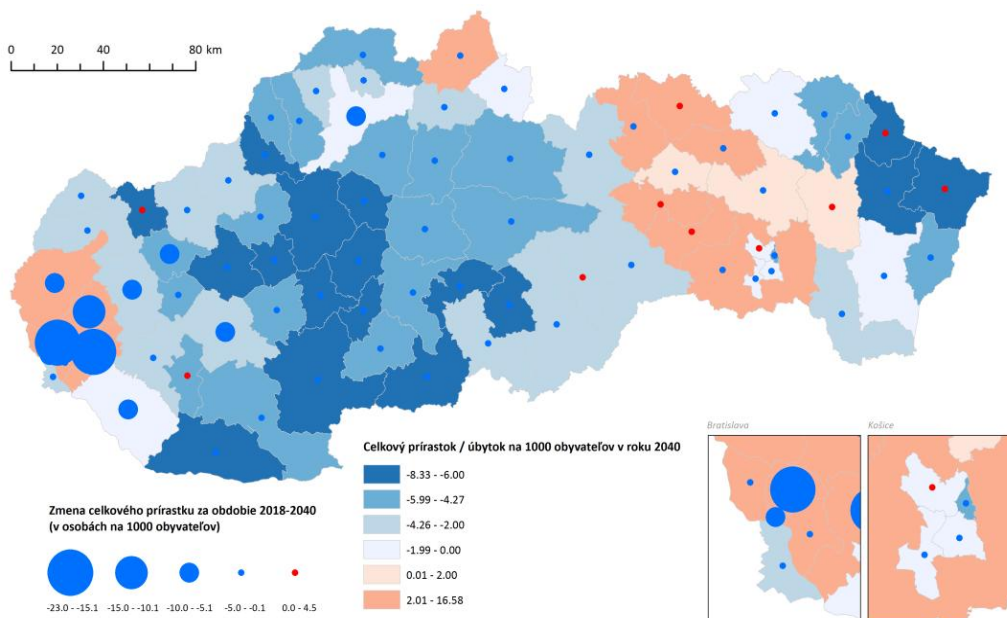 0 20 40 80 km
Bratislava
Košice
Celkový prírastok / úbytok na 1000 obyvateľov v roku 2040
-8.33 - -6.00
-5.99 - -4.27
-4.26 - -2.00
-1.99 - 0.00
0.01 - 2.00
2.01 - 16.58
Zmena celkového prírastku za obdobie 2018-2040
(v osobách na 1000 obyvateľov)
-23.0 - -15.1 -15.0 - -10.1 -10.0 - -5.1 -5.0 - -0.1 0.0 - 4.5